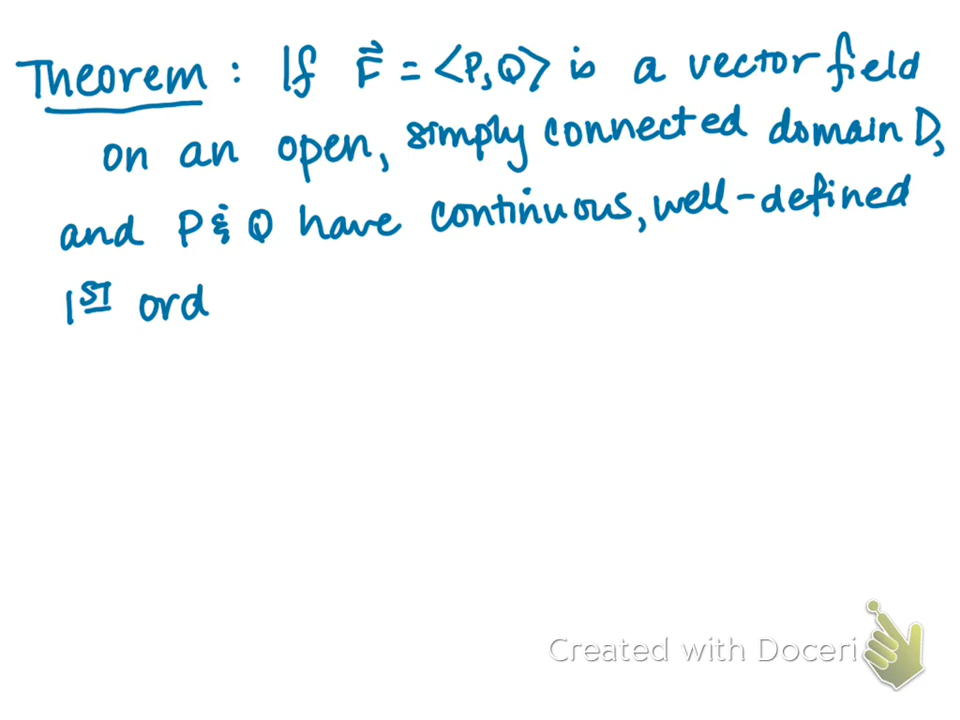 Theorem : If F⃗ = <P, Q> is a vector field
on an open, simply connected domain D,
and P & Q have continuous, well-defined
1ST ord
Created with Doceri